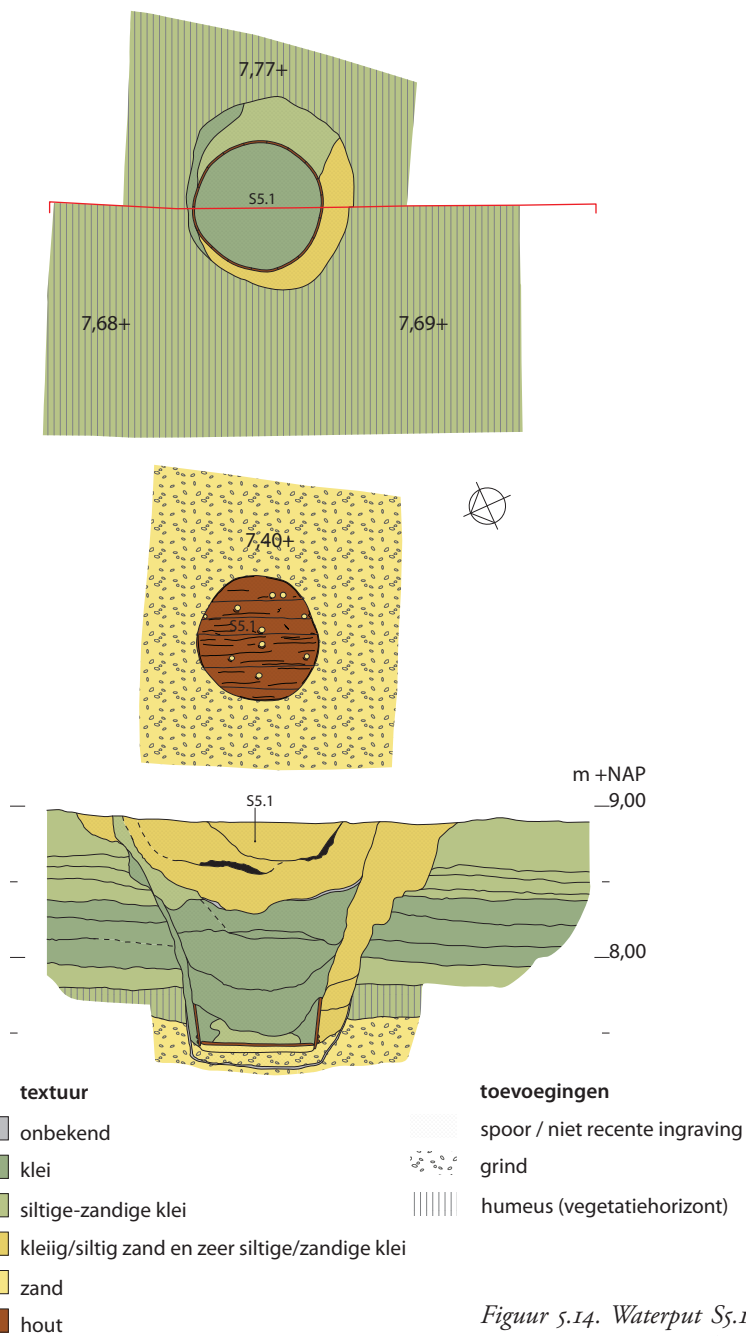 7,77+
S5.1
7,68+
7,69+
7,40+
S5.1
m +NAP
S5.1
9,00
8,00
textuur
onbekend
klei
siltige-zandige klei
kleiig/siltig zand en zeer siltige/zandige klei
zand
hout
toevoegingen
spoor / niet recente ingraving
grind
humeus (vegetatiehorizont)
Figuur 5.14. Waterput S5.1